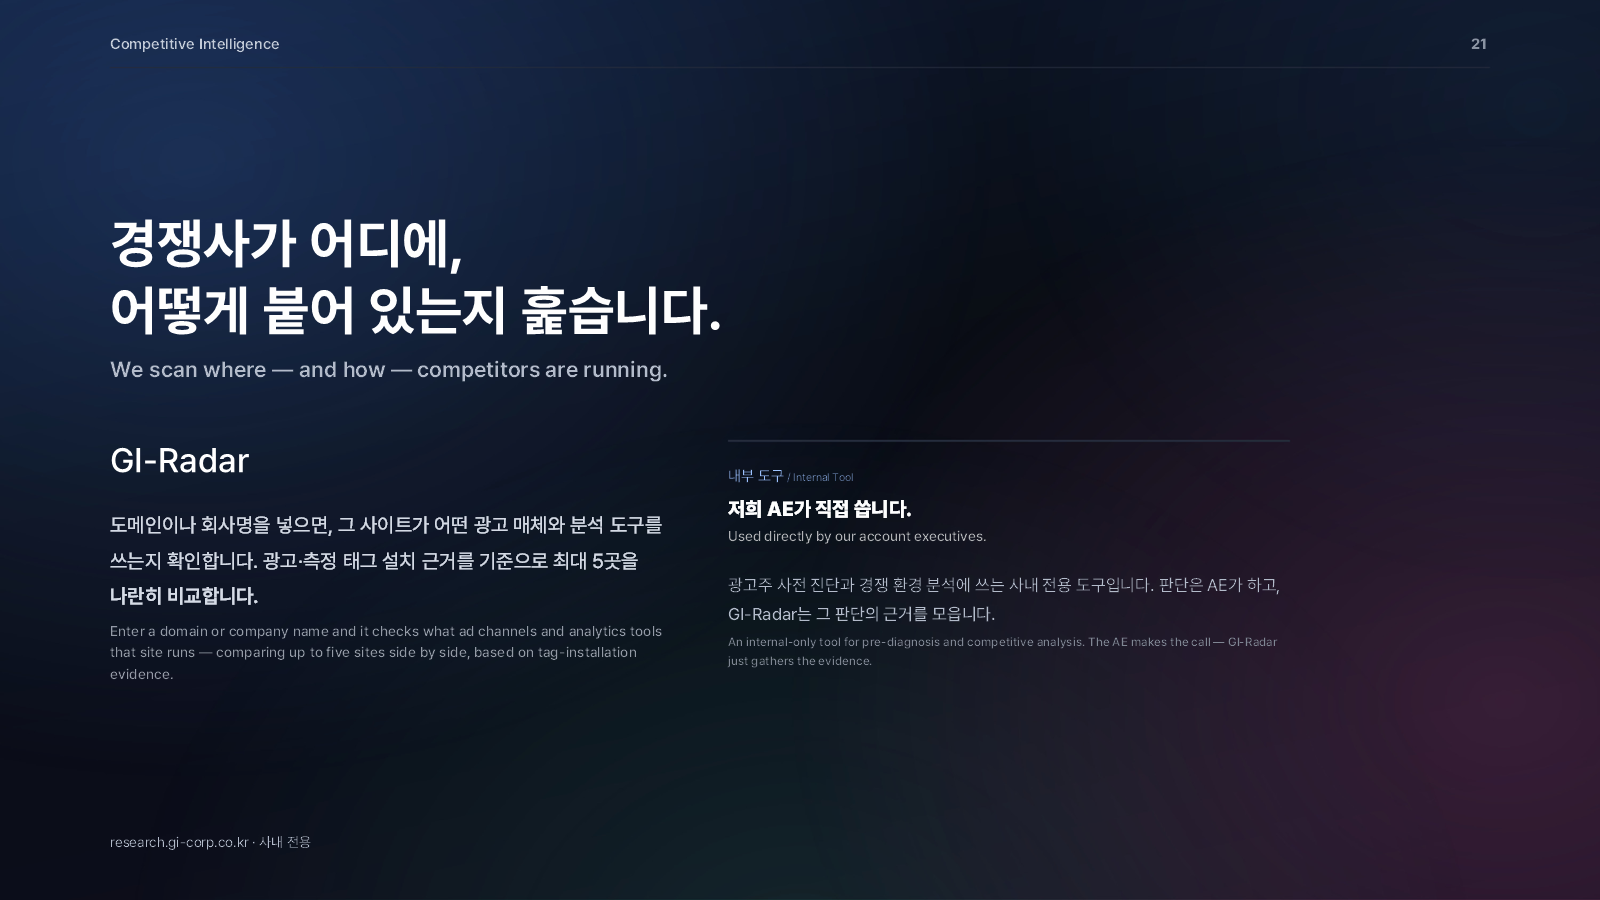 Competitive Intelligence
21
경쟁사가 어디에,
어떻게 붙어 있는지 훑습니다.
We scan where — and how — competitors are running.
GI-Radar
도메인이나 회사명을 넣으면, 그 사이트가 어떤 광고 매체와 분석 도구를
쓰는지 확인합니다. 광고·측정 태그 설치 근거를 기준으로 최대 5곳을
나란히 비교합니다.
Enter a domain or company name and it checks what ad channels and analytics tools
that site runs — comparing up to five sites side by side, based on tag-installation
evidence.
내부 도구 / Internal Tool
저희 AE가 직접 씁니다.
Used directly by our account executives.
광고주 사전 진단과 경쟁 환경 분석에 쓰는 사내 전용 도구입니다. 판단은 AE가 하고,
GI-Radar는 그 판단의 근거를 모읍니다.
An internal-only tool for pre-diagnosis and competitive analysis. The AE makes the call — GI-Radar
just gathers the evidence.
research.gi-corp.co.kr · 사내 전용